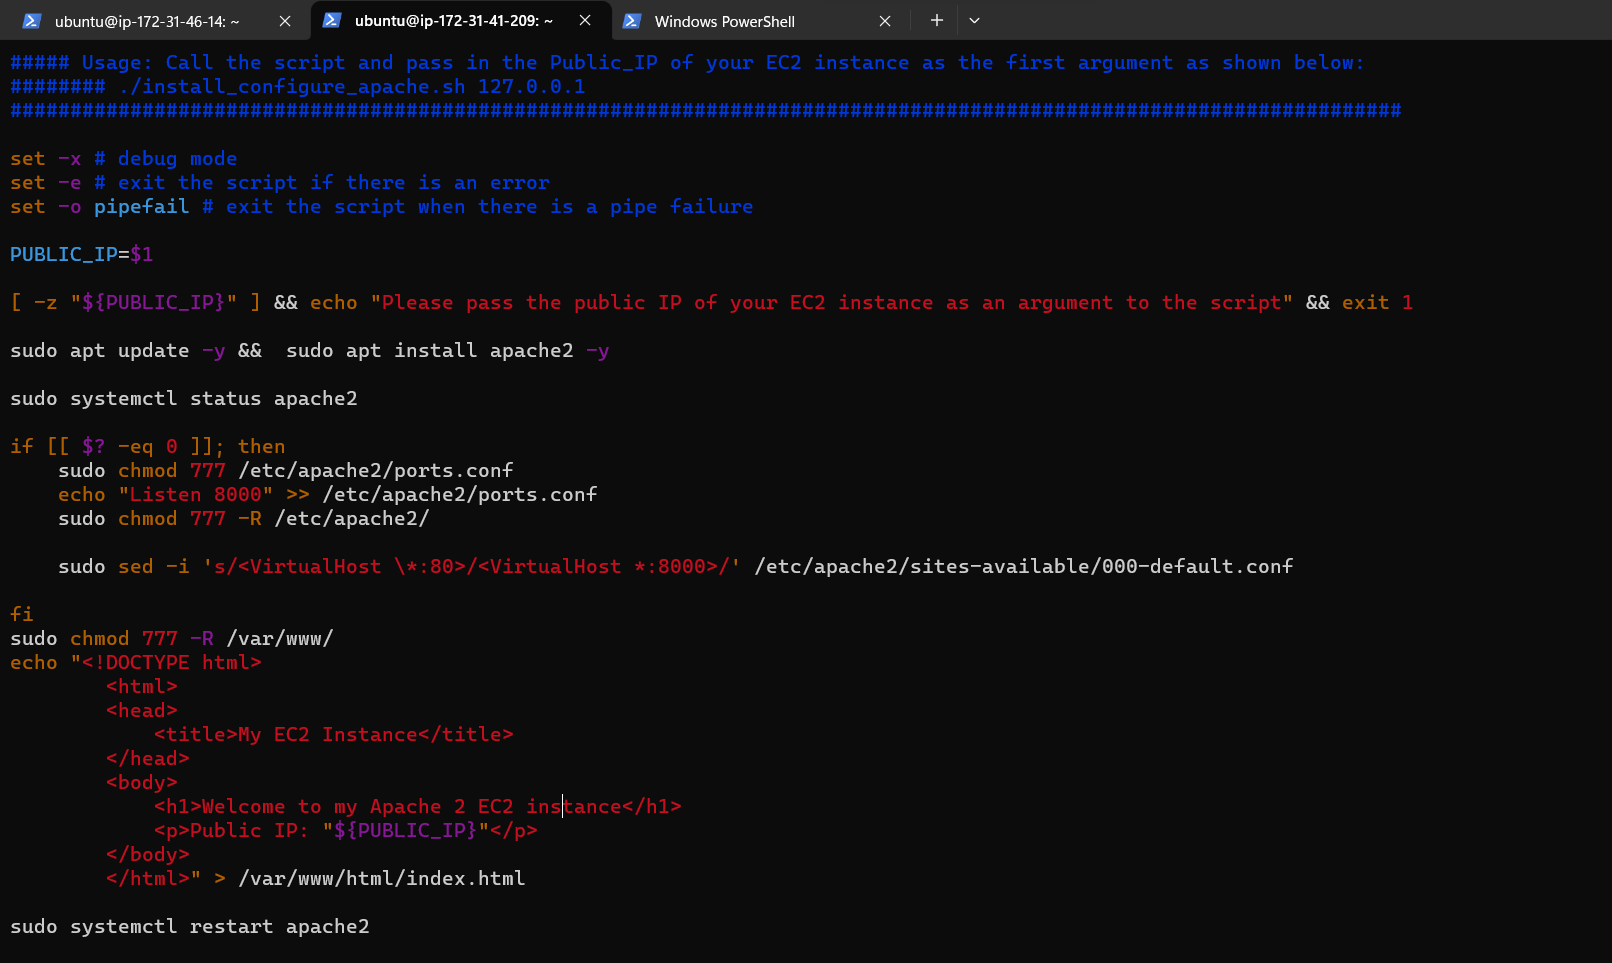 ubuntu@ip-172-31-46-14: ~
ubuntu@ip-172-31-41-209: ~
Windows PowerShell
##### Usage: Call the script and pass in the Public_IP of your EC2 instance as the first argument as shown below:
######## ./install_configure_apache.sh 127.0.0.1
####################################################################################################################
set -x # debug mode
set -e # exit the script if there is an error
set -o pipefail # exit the script when there is a pipe failure
PUBLIC_IP=$1
[ -z "${PUBLIC_IP}" ] && echo "Please pass the public IP of your EC2 instance as an argument to the script" && exit 1
sudo apt update -y &&  sudo apt install apache2 -y
sudo systemctl status apache2
if [[ $? -eq 0 ]]; then
    sudo chmod 777 /etc/apache2/ports.conf
    echo "Listen 8000" >> /etc/apache2/ports.conf
    sudo chmod 777 -R /etc/apache2/
    sudo sed -i 's/<VirtualHost \*:80>/<VirtualHost *:8000>/' /etc/apache2/sites-available/000-default.conf
fi
sudo chmod 777 -R /var/www/
echo "<!DOCTYPE html>
        <html>
        <head>
            <title>My EC2 Instance</title>
        </head>
        <body>
            <h1>Welcome to my Apache 2 EC2 instance</h1>
            <p>Public IP: "${PUBLIC_IP}"</p>
        </body>
        </html>" > /var/www/html/index.html
sudo systemctl restart apache2